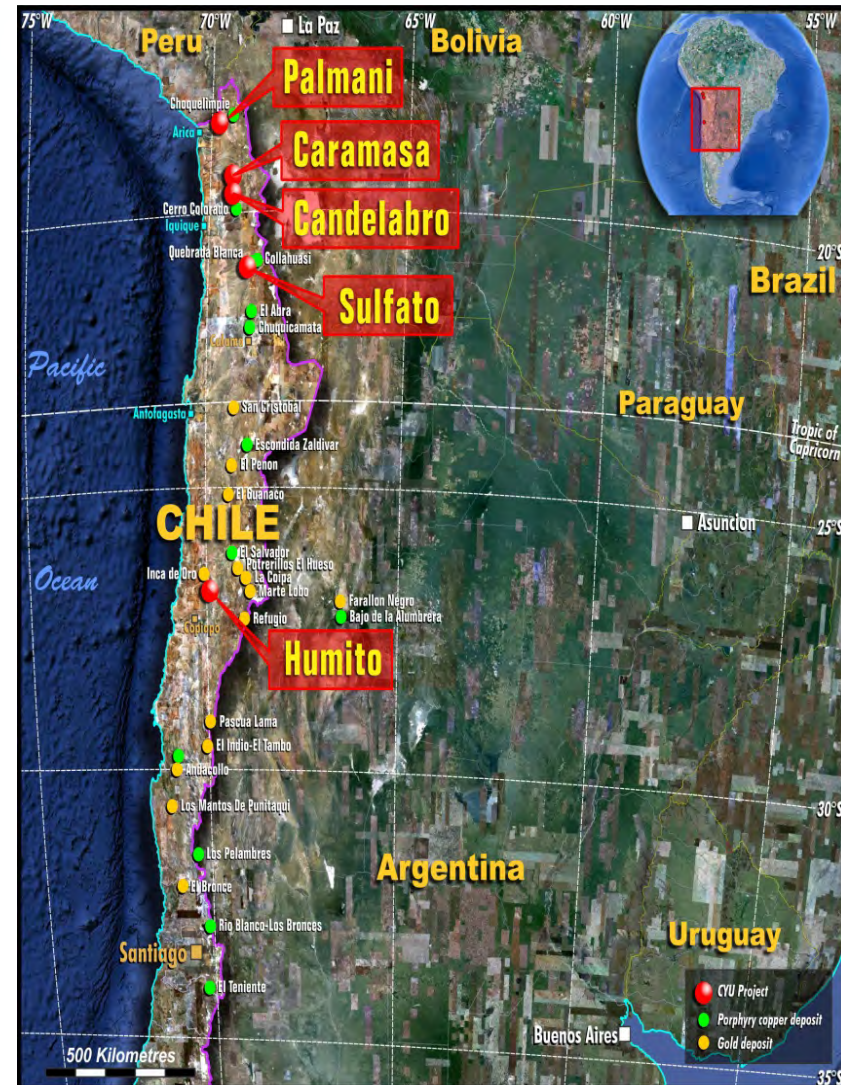 75°W
70°W
65°W
60°W
55°W
La Paz
Peru
Bolivia
Palmani
Choquelimpie
Arica
Caramasa
Candelabro
Cerro Colorado
Iquique
20°S
Quebrada Blanca
Collahuasi
Brazil
Sulfato
El Abra
Chuquicamata
Calama
Pacific
Paraguay
San Cristobal
Antofagasta
Tropic of
Capricorn
Escondida Zaldivar
El Penon
El Guanaco
CHILE
Asuncion
25°S
El Salvador
Potrerillos El Hueso
Ocean
Inca de Oro
La Coipa
Marte Lobo
Farallon Negro
Bajo de la Alumbrera
Copiapo
Refugio
Humito
Pascua Lama
El Indio-El Tambo
Andacollo
Los Mantos De Punitaqui
30°S
Los Pelambres
Argentina
El Bronce
Rio Blanco-Los Bronces
Uruguay
Santiago
El Teniente
CYU Project
Porphyry copper deposit
Gold deposit
Buenos Aires
500 Kilometres
35°S